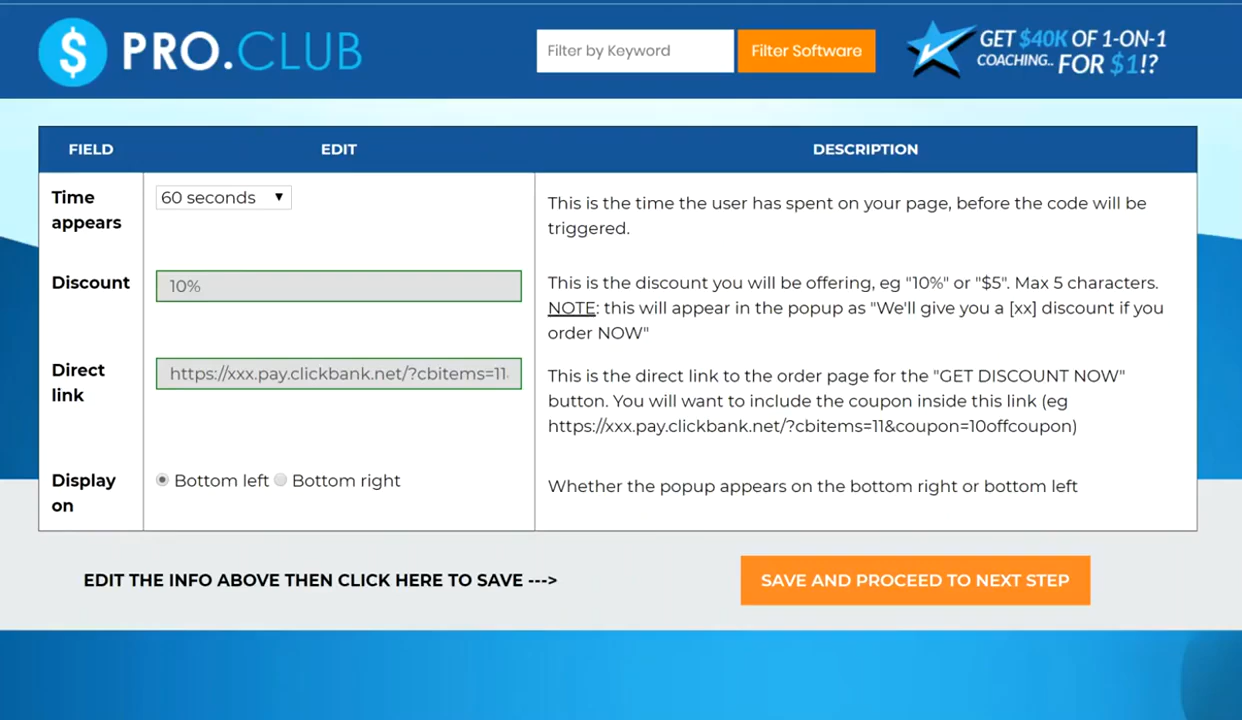 $ PRO.CLUB
Filter by Keyword
Filter Software
GET $40K OF 1-ON-1
COACHING.. FOR $1!?
FIELD
EDIT
DESCRIPTION
Time
appears
60 seconds
This is the time the user has spent on your page, before the code will be
triggered.
Discount
10%
This is the discount you will be offering, eg "10%" or "$5". Max 5 characters.
NOTE: this will appear in the popup as "We'll give you a [xx] discount if you
order NOW"
Direct
link
https://xxx.pay.clickbank.net/?cbitems=11
This is the direct link to the order page for the "GET DISCOUNT NOW"
button. You will want to include the coupon inside this link (eg
https://xxx.pay.clickbank.net/?cbitems=11&coupon=10offcoupon)
Display
on
Bottom left
Bottom right
Whether the popup appears on the bottom right or bottom left
EDIT THE INFO ABOVE THEN CLICK HERE TO SAVE --->
SAVE AND PROCEED TO NEXT STEP